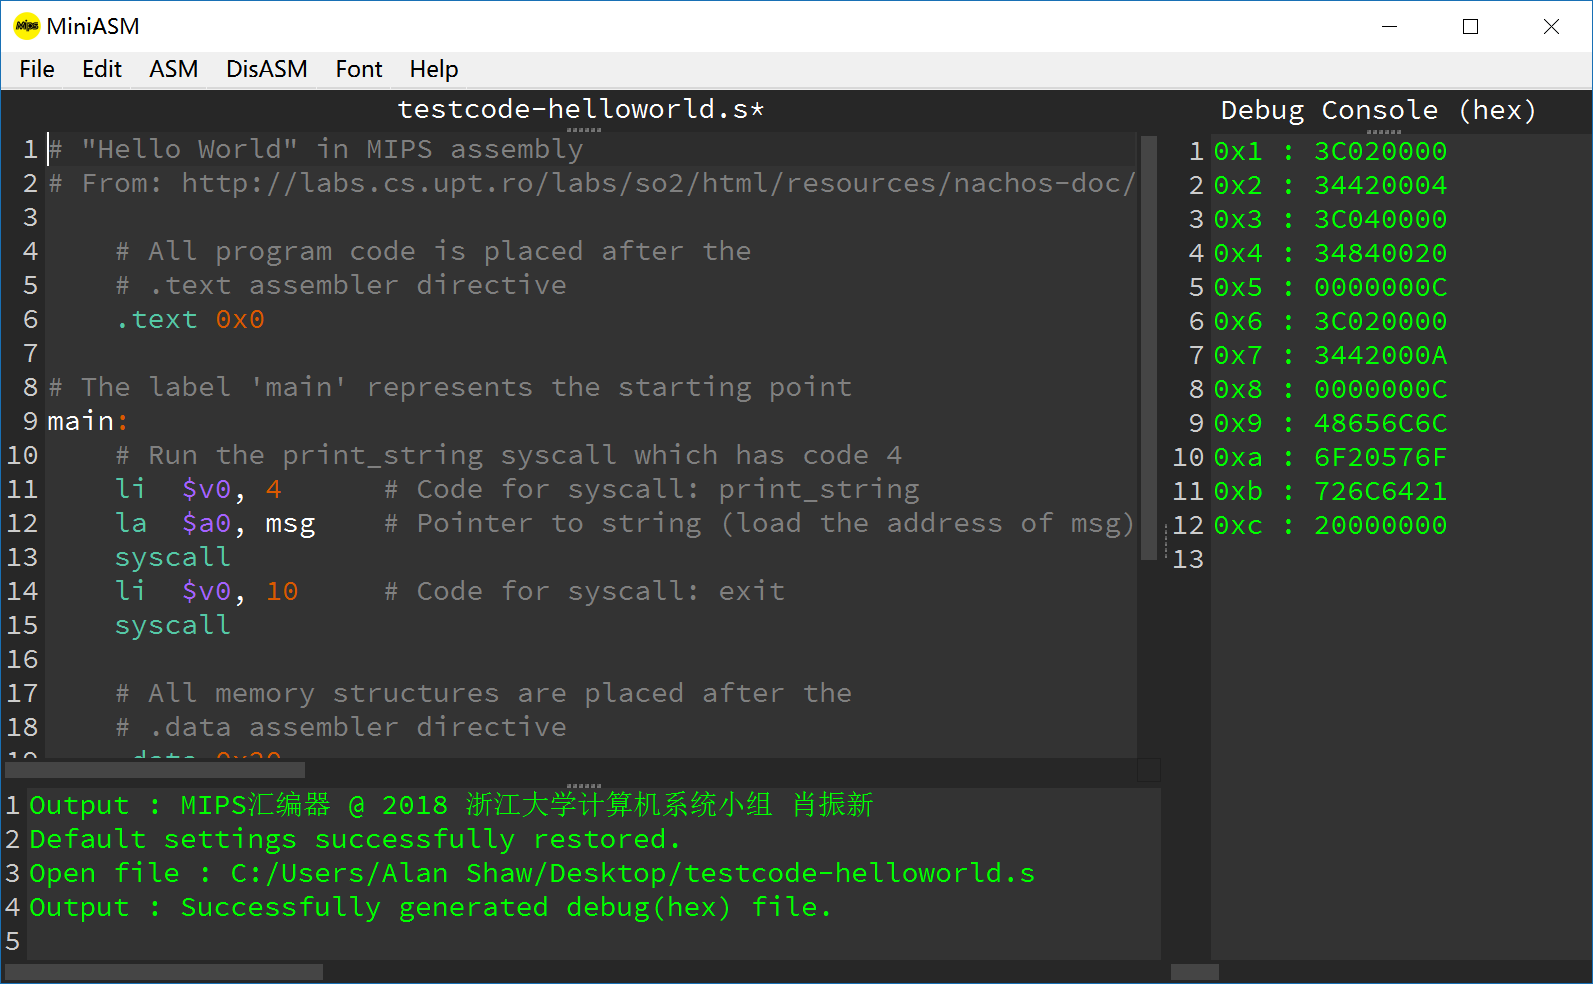 Mips MiniASM
File Edit ASM DisASM Font Help
testcode-helloworld.s*
1 # "Hello World" in MIPS assembly
2 # From: http://labs.cs.upt.ro/labs/so2/html/resources/nachos-doc/
3
4 # All program code is placed after the
5 # .text assembler directive
6 .text 0x0
7
8 # The label 'main' represents the starting point
9 main:
10 # Run the print_string syscall which has code 4
11 li $v0, 4 # Code for syscall: print_string
12 la $a0, msg # Pointer to string (load the address of msg)
13 syscall
14 li $v0, 10 # Code for syscall: exit
15 syscall
16
17 # All memory structures are placed after the
18 # .data assembler directive
19 .data 0x20
Debug Console (hex)
1 0x1 : 3C020000
2 0x2 : 34420004
3 0x3 : 3C040000
4 0x4 : 34840020
5 0x5 : 0000000C
6 0x6 : 3C020000
7 0x7 : 3442000A
8 0x8 : 0000000C
9 0x9 : 48656C6C
10 0xa : 6F20576F
11 0xb : 726C6421
12 0xc : 20000000
13
1 Output : MIPS汇编器 @ 2018 浙江大学计算机系统小组 肖振新
2 Default settings successfully restored.
3 Open file : C:/Users/Alan Shaw/Desktop/testcode-helloworld.s
4 Output : Successfully generated debug(hex) file.
5